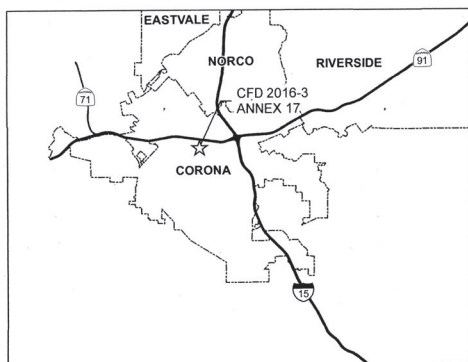 EASTVALE
NORCO
RIVERSIDE
91
71
CFD 2016-3
ANNEX 17
CORONA
15